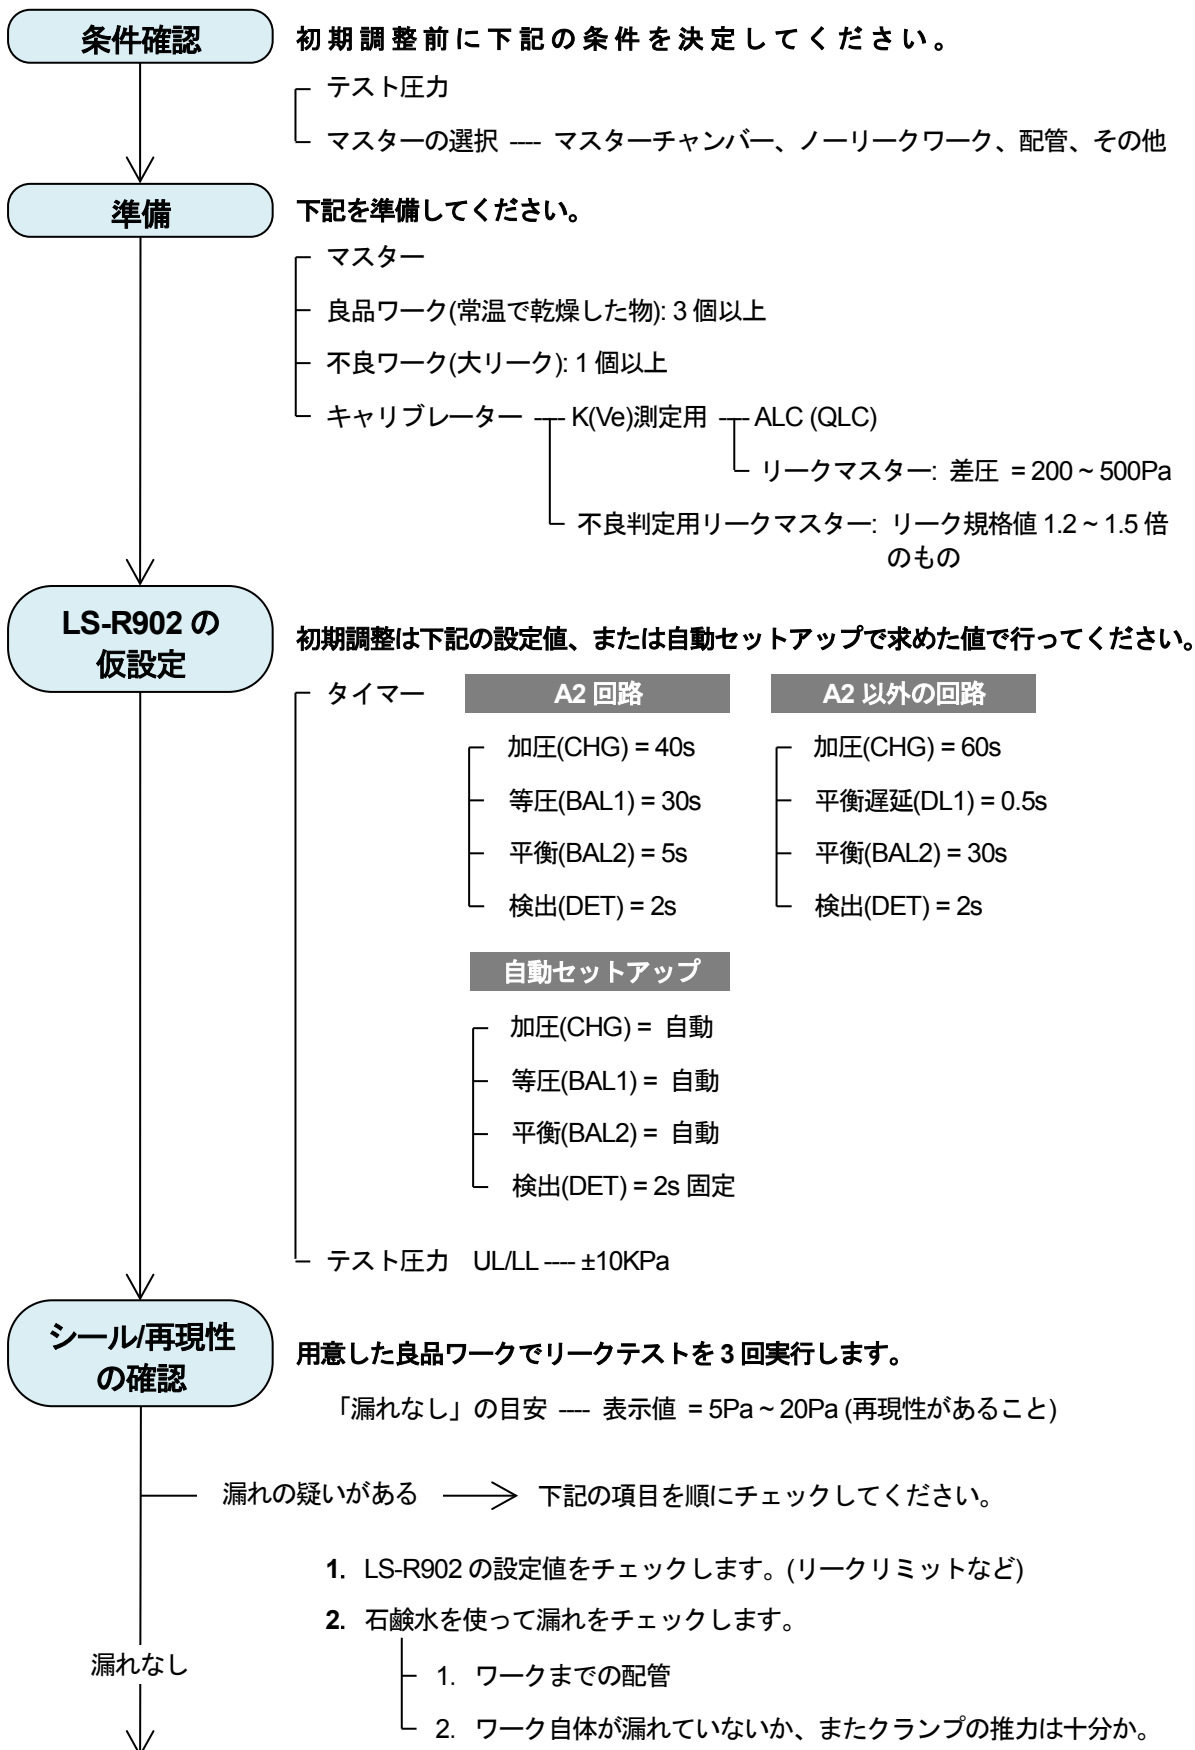 条件確認
初期調整前に下記の条件を決定してください。
テスト圧力
マスターの選択 ---- マスターチャンバー、ノーリークワーク、配管、その他
準備
下記を準備してください。
マスター
良品ワーク(常温で乾燥した物): 3 個以上
不良ワーク(大リーク): 1 個以上
キャリブレーター ---- K(Ve)測定用 ---- ALC (QLC)
リークマスター: 差圧 = 200 ~ 500Pa
不良判定用リークマスター: リーク規格値 1.2 ~ 1.5 倍
のもの
LS-R902 の
仮設定
初期調整は下記の設定値、または自動セットアップで求めた値で行ってください。
タイマー
A2 回路
A2 以外の回路
加圧(CHG) = 40s
加圧(CHG) = 60s
等圧(BAL1) = 30s
平衡遅延(DL1) = 0.5s
平衡(BAL2) = 5s
平衡(BAL2) = 30s
検出(DET) = 2s
検出(DET) = 2s
自動セットアップ
加圧(CHG) = 自動
等圧(BAL1) = 自動
平衡(BAL2) = 自動
検出(DET) = 2s 固定
テスト圧力 UL/LL ---- ±10KPa
シール/再現性
の確認
用意した良品ワークでリークテストを 3 回実行します。
「漏れなし」の目安 ---- 表示値 = 5Pa ~ 20Pa (再現性があること)
漏れの疑いがある
下記の項目を順にチェックしてください。
1. LS-R902 の設定値をチェックします。(リークリミットなど)
2. 石鹸水を使って漏れをチェックします。
漏れなし
1. ワークまでの配管
2. ワーク自体が漏れていないか、またクランプの推力は十分か。